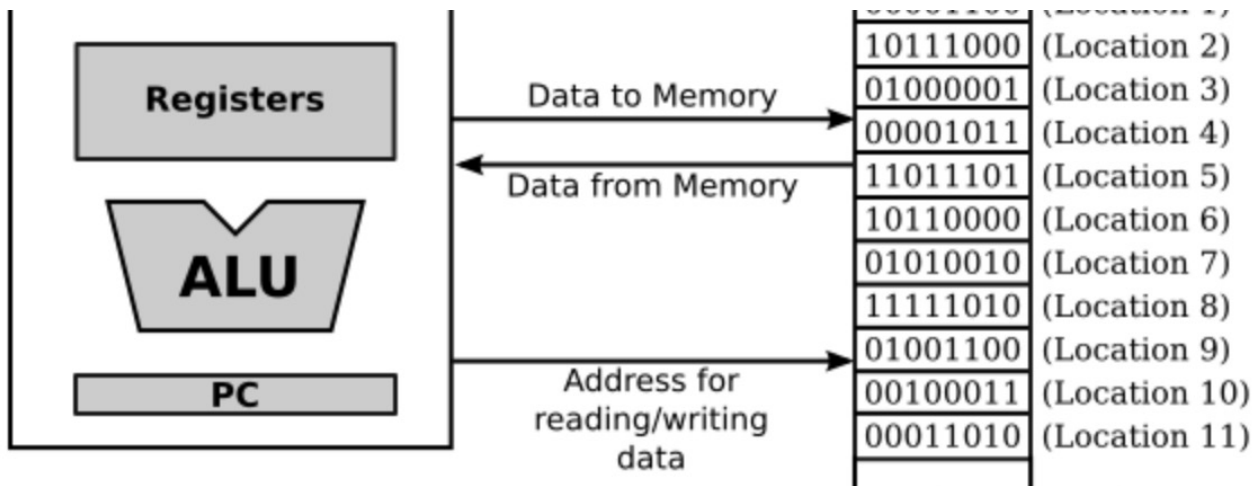 Registers
ALU
PC
Data to Memory
Data from Memory
Address for
reading/writing
data
10111000 (Location 2)
01000001 (Location 3)
00001011 (Location 4)
11011101 (Location 5)
10110000 (Location 6)
01010010 (Location 7)
11111010 (Location 8)
01001100 (Location 9)
00100011 (Location 10)
00011010 (Location 11)